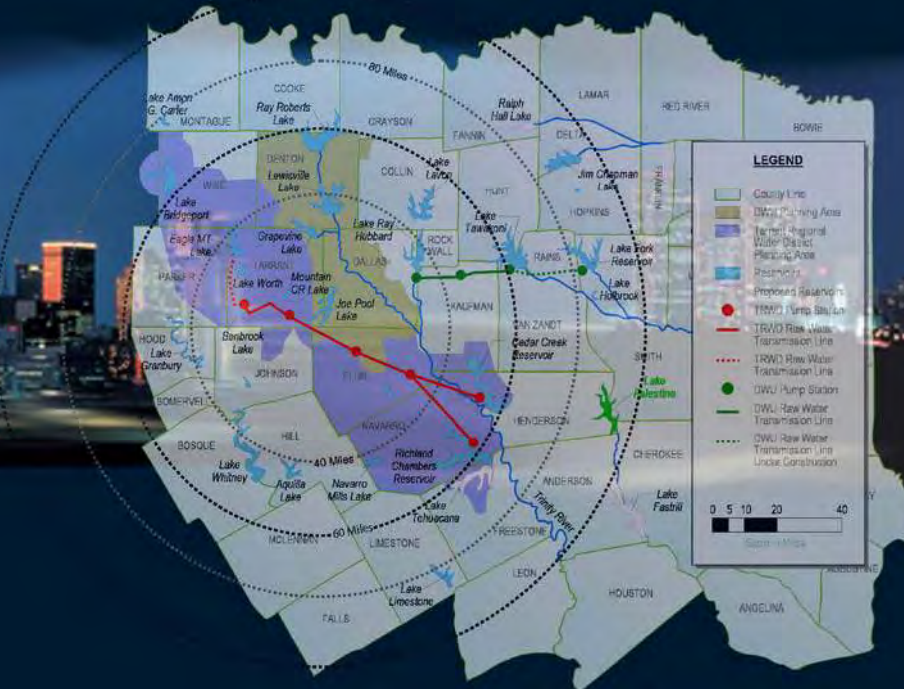 80 Miles
LAMAR
RED RIVER
COOKE
Ray Roberts
Lake
Lake Amon
G. Carter
MONTAGUE
GRAYSON
FANNIN
Ralph
Hall Lake
DELTA
BOWIE
DENTON
Lewisville
Lake
COLLIN
Lake
Lavon
HUNT
Jim Chapman
Lake
FRANKLIN
WISE
Lake
Bridgeport
HOPKINS
Lake
Tawakoni
Eagle MT
Lake
Grapevine
Lake
Lake Ray
Hubbard
ROCK
WALL
RAINS
Lake Fork
Reservoir
PARKER
TARRANT
Lake Worth
Mountain
CR Lake
DALLAS
Lake
Holbrook
Joe Pool
Lake
KAUFMAN
VAN ZANDT
HOOD
Lake
Granbury
Benbrook
Lake
Cedar Creek
Reservoir
SMITH
JOHNSON
ELLIS
Lake
Palestine
SOMERVELL
HENDERSON
BOSQUE
HILL
NAVARRO
CHEROKEE
40 Miles
Lake
Whitney
Aquilla
Lake
Navarro
Mills Lake
Richland
Chambers
Reservoir
ANDERSON
Lake
Fastrill
Lake
Tehuacana
Trinity River
60 Miles
FREESTONE
MCLENNAN
LIMESTONE
LEON
Lake
Limestone
HOUSTON
FALLS
ANGELINA
AUGUSTINE
LEGEND
County Line
DWU Planning Area
Tarrant Regional
Water District
Planning Area
Reservoirs
Proposed Reservoirs
TRWD Pump Station
TRWD Raw Water
Transmission Line
TRWD Raw Water
Transmission Line
DWU Pump Station
DWU Raw Water
Transmission Line
DWU Raw Water
Transmission Line
Under Construction
0 5 10 20 40